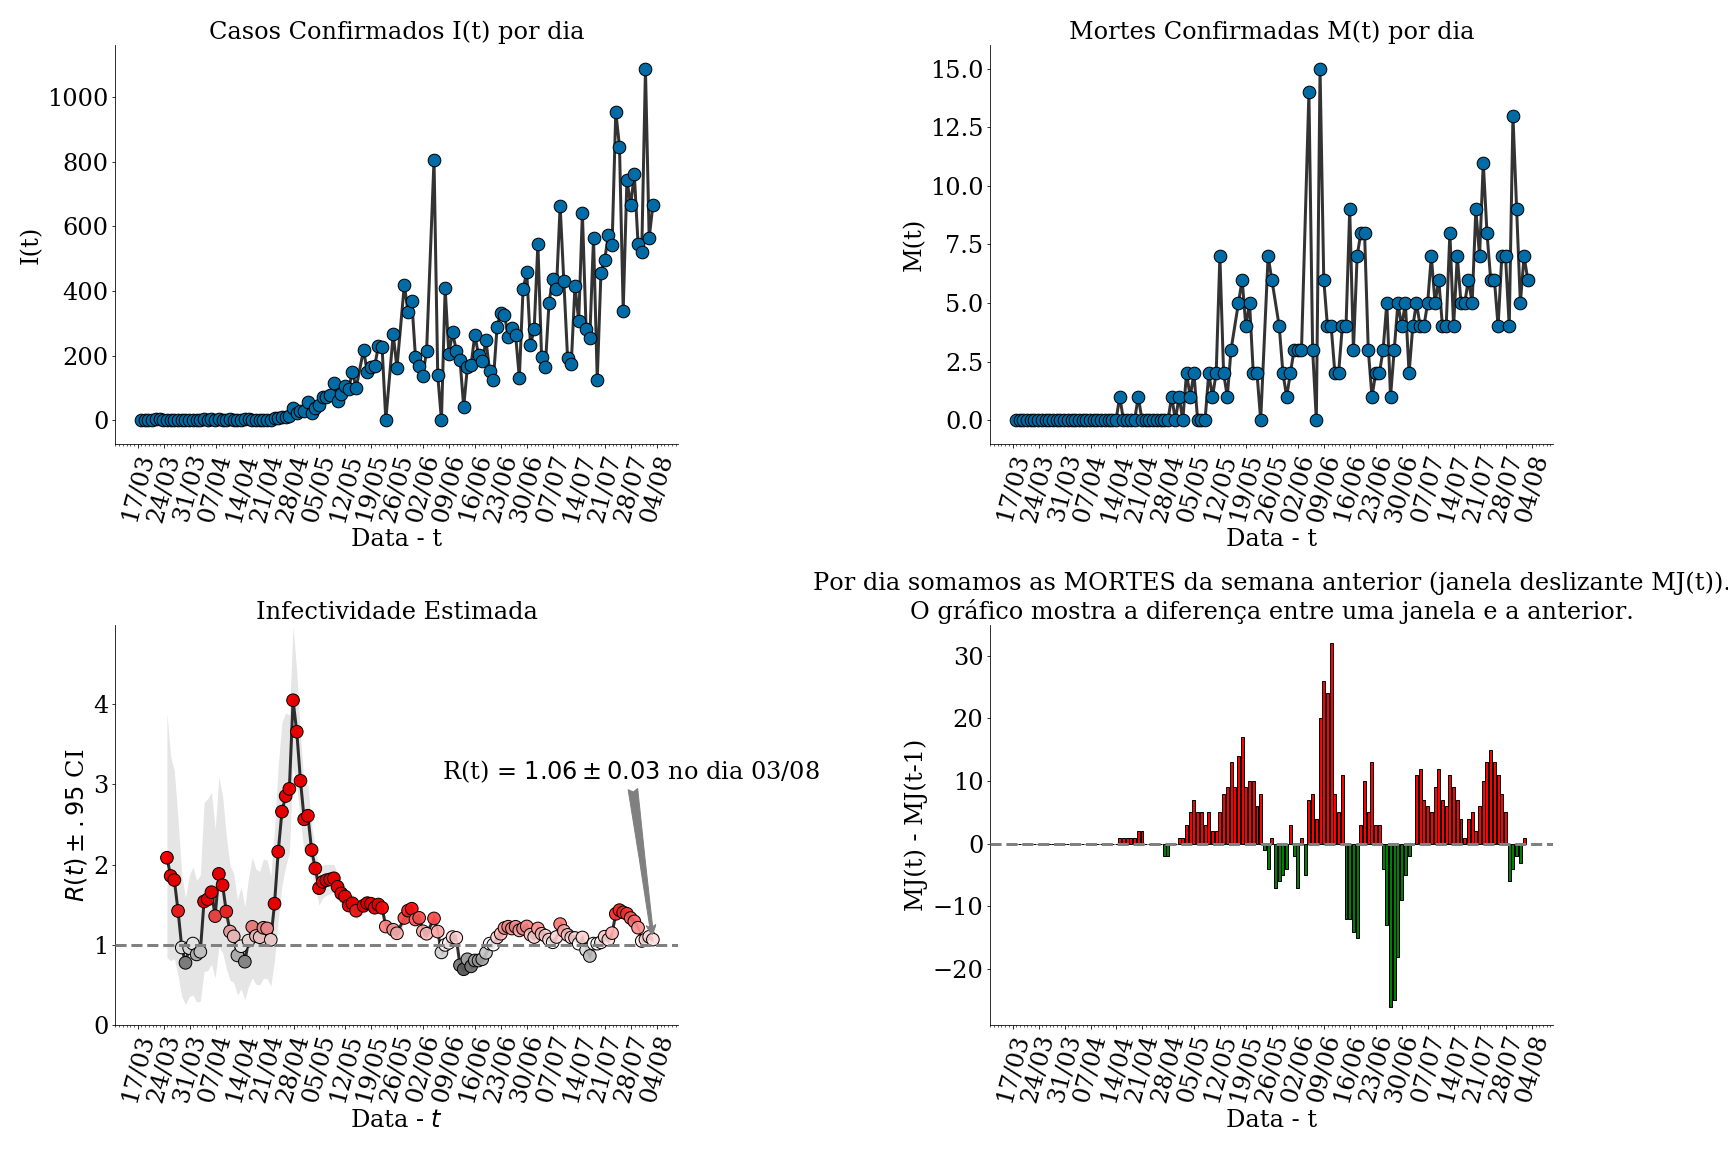 Casos Confirmados I(t) por dia
1000
800
600
400
200
0
I(t)
17/03 24/03 31/03 07/04 14/04 21/04 28/04 05/05 12/05 19/05 26/05 02/06 09/06 16/06 23/06 30/06 07/07 14/07 21/07 28/07 04/08
Data - t
Mortes Confirmadas M(t) por dia
15.0
12.5
10.0
7.5
5.0
2.5
0.0
M(t)
17/03 24/03 31/03 07/04 14/04 21/04 28/04 05/05 12/05 19/05 26/05 02/06 09/06 16/06 23/06 30/06 07/07 14/07 21/07 28/07 04/08
Data - t
Infectividade Estimada
4
3
2
1
0
R(t) ± .95 CI
R(t) = 1.06 ± 0.03 no dia 03/08
17/03 24/03 31/03 07/04 14/04 21/04 28/04 05/05 12/05 19/05 26/05 02/06 09/06 16/06 23/06 30/06 07/07 14/07 21/07 28/07 04/08
Data - t
Por dia somamos as MORTES da semana anterior (janela deslizante MJ(t)).
O gráfico mostra a diferença entre uma janela e a anterior.
30
20
10
0
−10
−20
MJ(t) - MJ(t-1)
17/03 24/03 31/03 07/04 14/04 21/04 28/04 05/05 12/05 19/05 26/05 02/06 09/06 16/06 23/06 30/06 07/07 14/07 21/07 28/07 04/08
Data - t